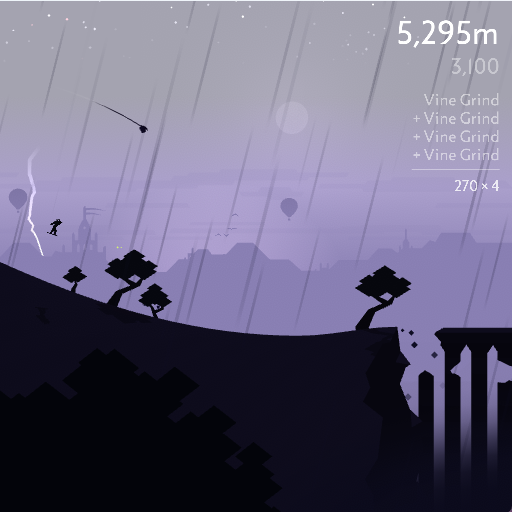 5,295m
3,100
Vine Grind
+ Vine Grind
+ Vine Grind
+ Vine Grind
270 × 4